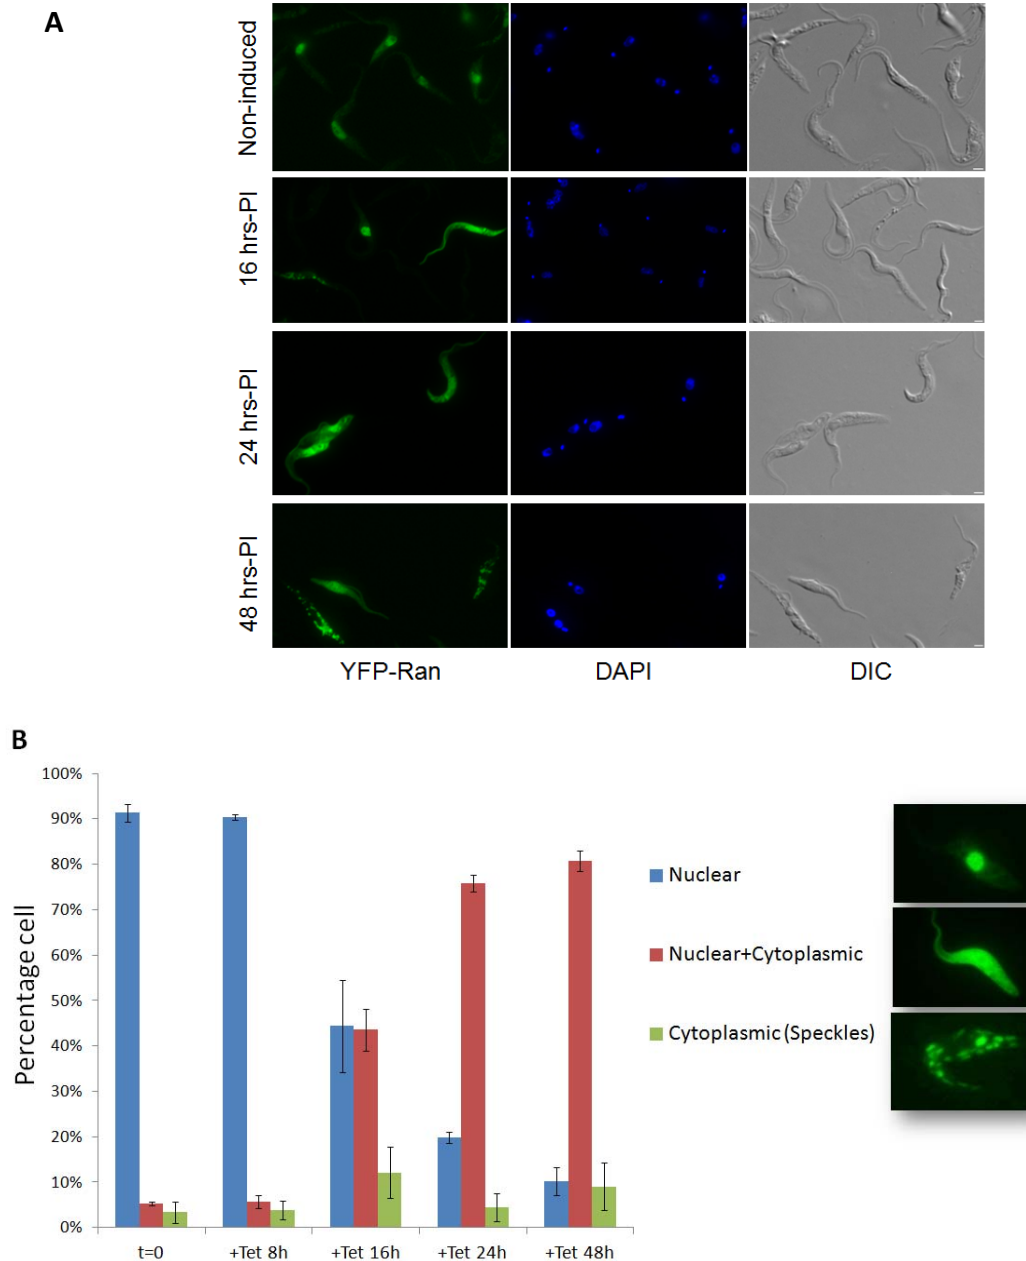 A
Non-induced
16 hrs-PI
24 hrs-PI
48 hrs-PI
YFP-Ran
DAPI
DIC
B
Percentage cell
100%
90%
80%
70%
60%
50%
40%
30%
20%
10%
0%
t=0
+Tet 8h
+Tet 16h
+Tet 24h
+Tet 48h
Nuclear
Nuclear+Cytoplasmic
Cytoplasmic (Speckles)